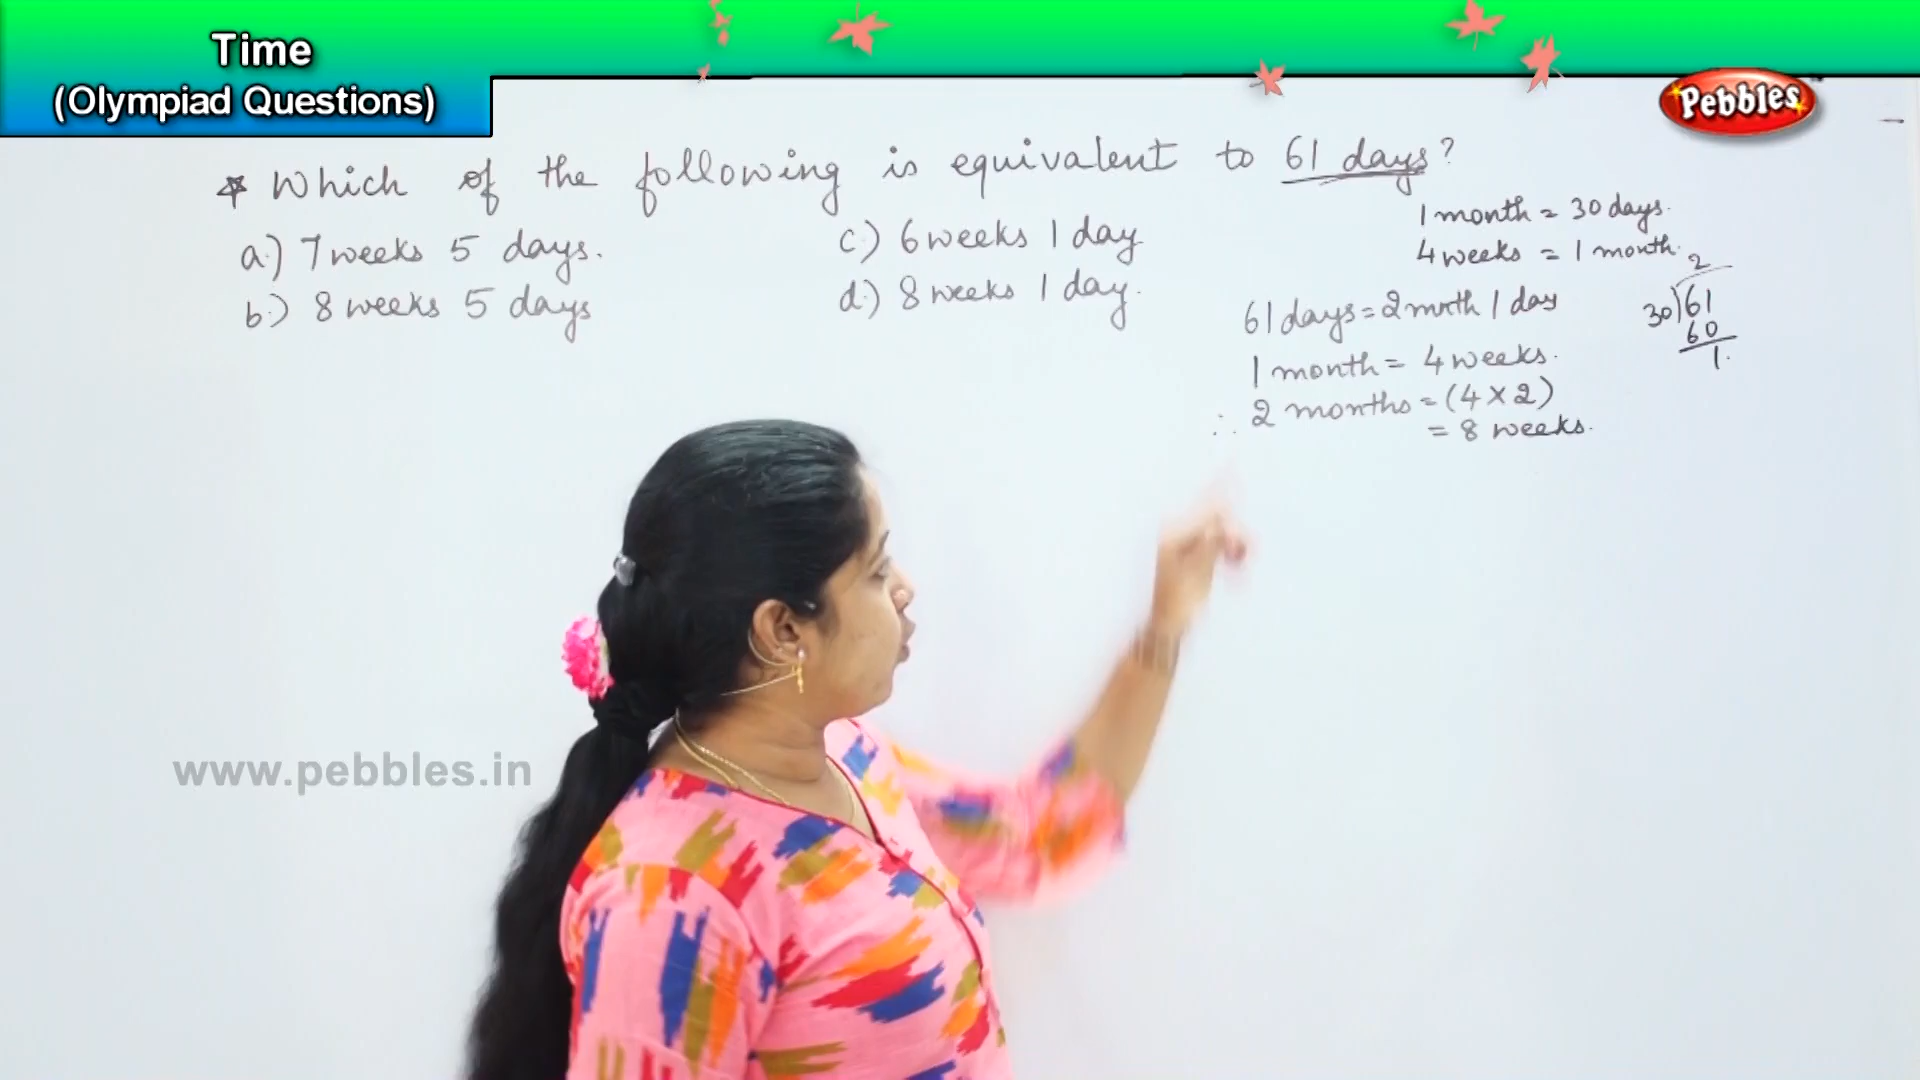 Time
(Olympiad Questions)
Pebbles
* Which of the following is equivalent to 61 days?
a.) 7 weeks 5 days.
b.) 8 weeks 5 days
c.) 6 weeks 1 day
d.) 8 weeks 1 day.
1 month = 30 days.
4 weeks = 1 month.
61 days = 2 month 1 day
1 month = 4 weeks.
∴ 2 months = (4 × 2)
= 8 weeks.
2
30)61
60
1.
www.pebbles.in